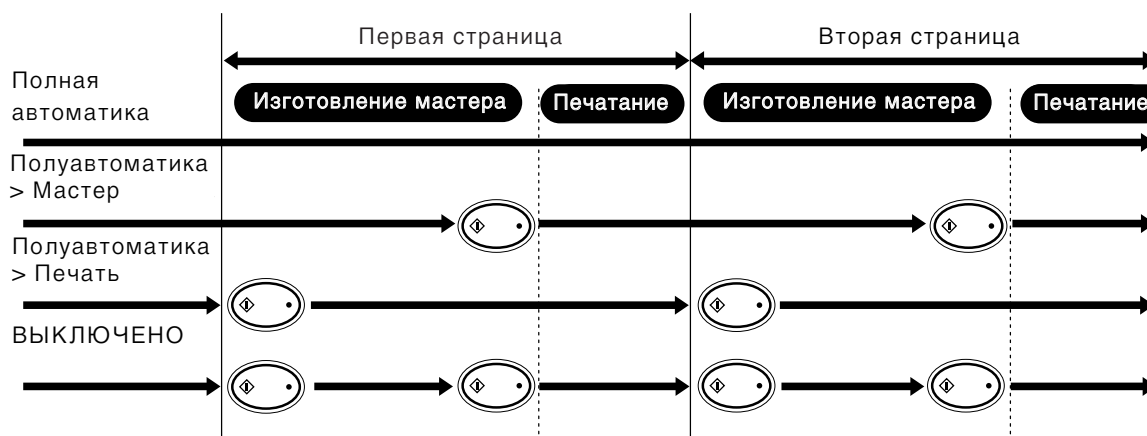 Первая страница
Вторая страница
Полная
автоматика
Изготовление мастера
Печатание
Изготовление мастера
Печатание
Полуавтоматика
> Мастер
Полуавтоматика
> Печать
ВЫКЛЮЧЕНО